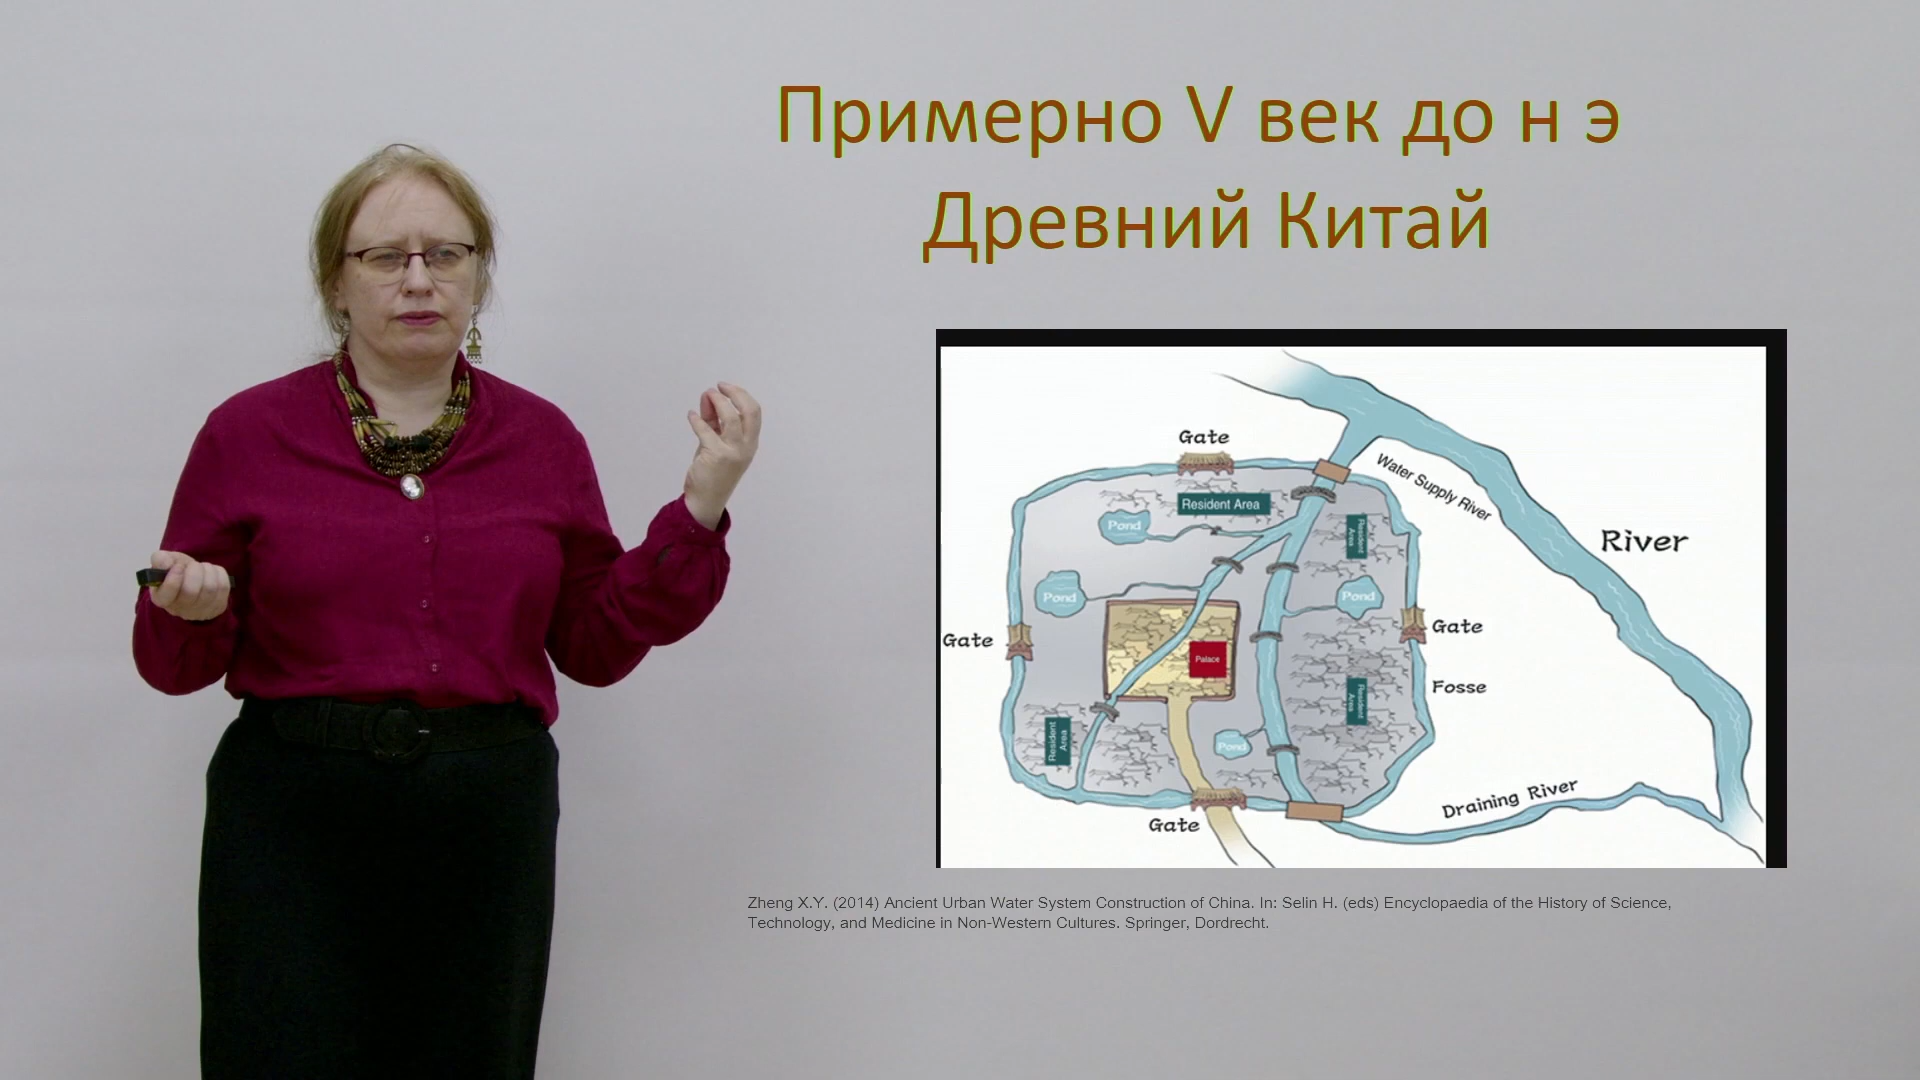 Примерно V век до н э
Древний Китай
Gate
Water Supply River
Resident Area
Pond
Resident
Area
River
Pond
Pond
Gate
Gate
Palace
Fosse
Resident
Area
Resident
Area
Pond
Draining River
Gate
Zheng X.Y. (2014) Ancient Urban Water System Construction of China. In: Selin H. (eds) Encyclopaedia of the History of Science,
Technology, and Medicine in Non-Western Cultures. Springer, Dordrecht.